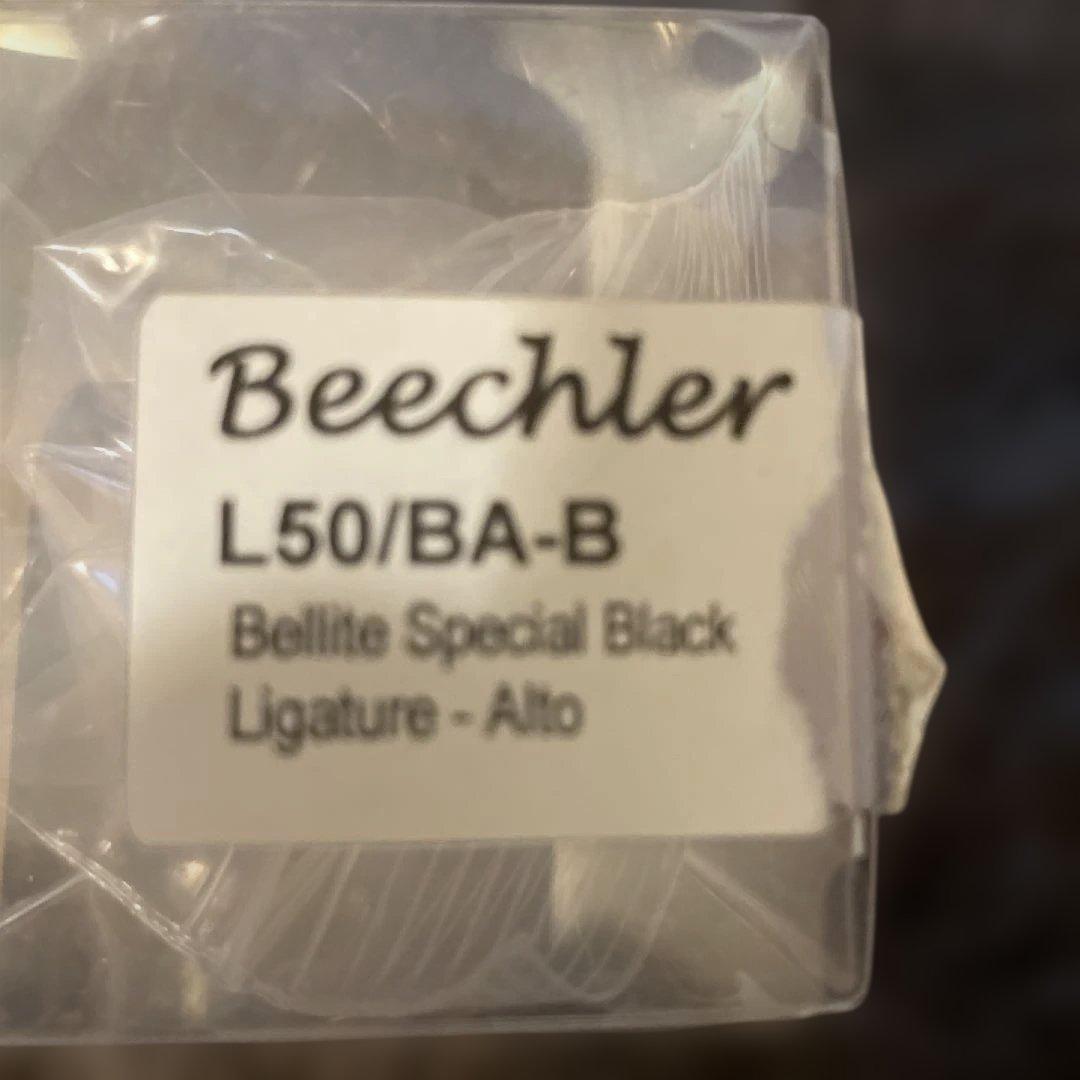 Beechler
L50/BA-B
Bellite Special Black
Ligature - Alto